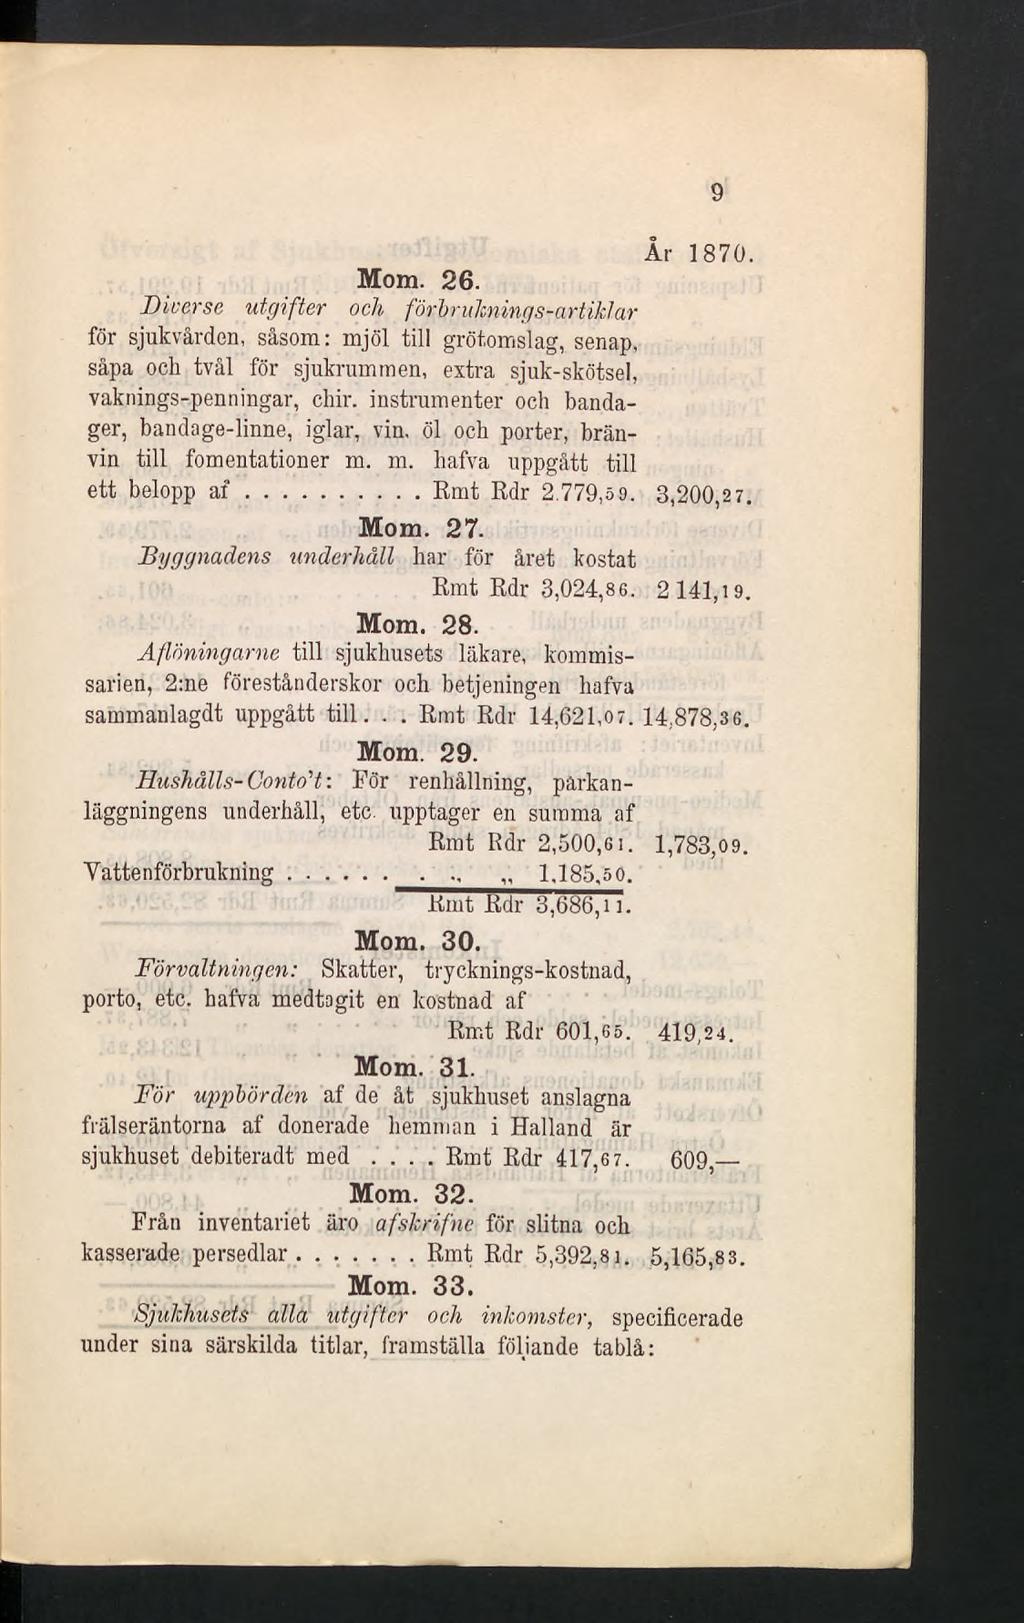 9
År 1870.
Mom. 26.
Diverse utgifter och förbruknings-artiklar
för sjukvården, såsom: mjöl till grötomslag, senap,
såpa och tvål för sjukrummen, extra sjuk-skötsel,
vaknings-penningar, chir. instrumenter och banda-
ger, bandage-linne, iglar, vin, öl och porter, brän-
vin till fomentationer m. m. hafva uppgått till
ett belopp af . . . . . . . . . . Rmt Rdr 2.779,59. 3,200,27.
Mom. 27.
Byggnadens underhåll har för året kostat
Rmt Rdr 3,024,86. 2 141,19.
Mom. 28.
Aflöningarne till sjukhusets läkare, kommis-
sarien, 2:ne föreståndersk​or och betjeningen hafva
sammanlagdt uppgått till . . . Rmt Rdr 14,621,07. 14,878,36.
Mom. 29.
Hushålls-Conto't: För renhållning, parkan-
läggningens underhåll, etc. upptager en summa af
Rmt Rdr 2,500,61. 1,783,09.
Vattenförbrukning . . . . . . . „ „ 1,185,50.
Rmt Rdr 3,686,11.
Mom. 30.
Förvaltningen: Skatter, trycknings-kostnad,
porto, etc. hafva medtagit en kostnad af
Rmt Rdr 601,65. 419,24.
Mom. 31.
För uppbörden af de åt sjukhuset anslagna
frälseräntorna af donerade hemman i Halland är
sjukhuset debiteradt med . . . . Rmt Rdr 417,67. 609,—
Mom. 32.
Från inventariet äro afskrifne för slitna och
kasserade persedlar . . . . . . . Rmt Rdr 5,392,81. 5,165,83.
Mom. 33.
Sjukhusets alla utgifter och inkomster, specificerade
under sina särskilda titlar, framställa följande tablå: